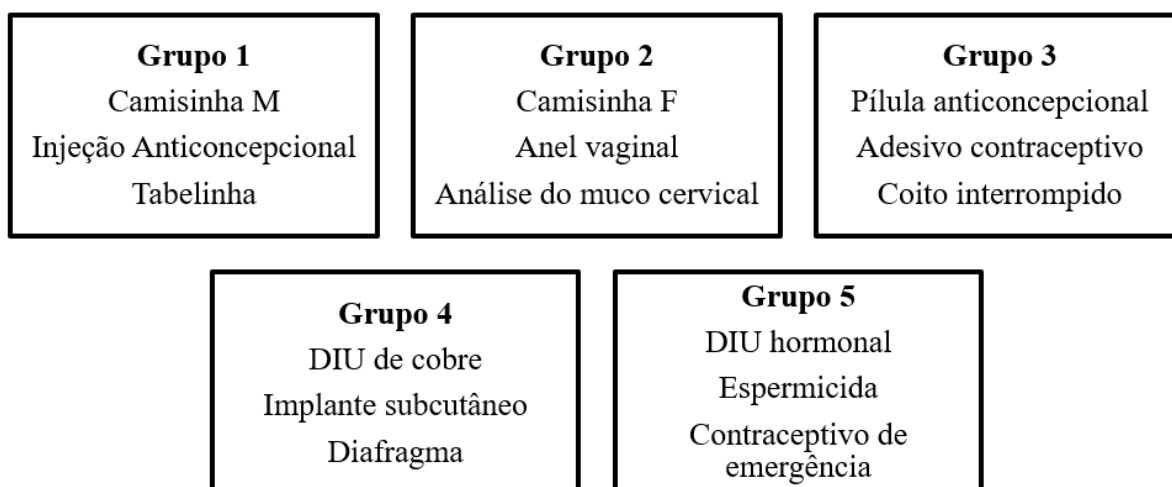 Grupo 1
Camisinha M
Injeção Anticoncepcional
Tabelinha
Grupo 2
Camisinha F
Anel vaginal
Análise do muco cervical
Grupo 3
Pílula anticoncepcional
Adesivo contraceptivo
Coito interrompido
Grupo 4
DIU de cobre
Implante subcutâneo
Diafragma
Grupo 5
DIU hormonal
Espermicida
Contraceptivo de
emergência